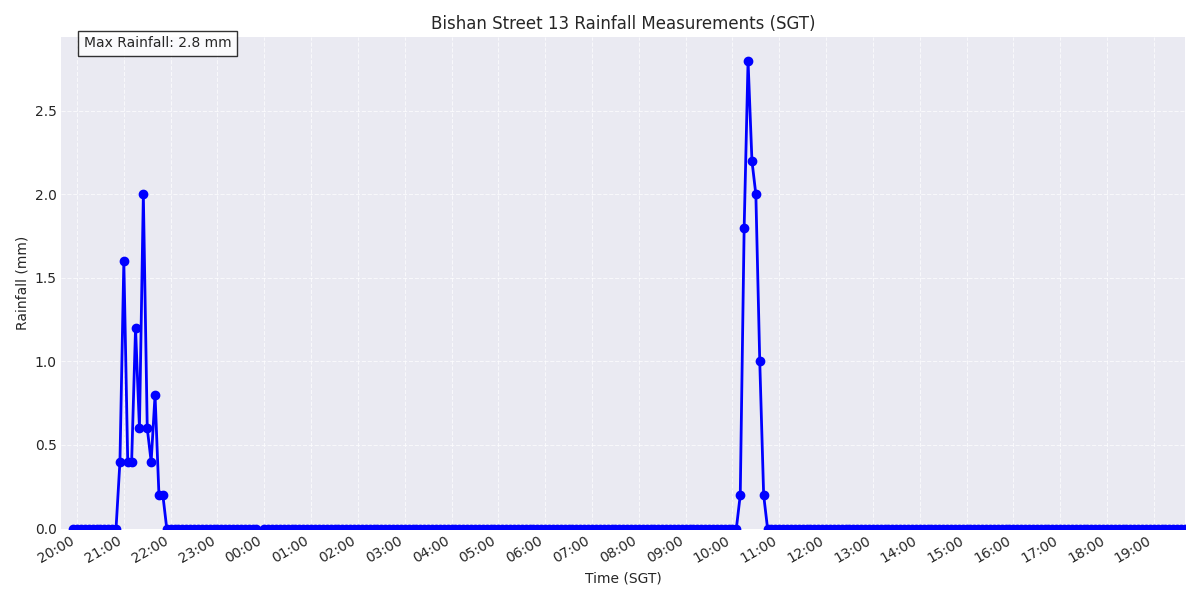 Bishan Street 13 Rainfall Measurements (SGT)
Max Rainfall: 2.8 mm
Rainfall (mm)
2.5
2.0
1.5
1.0
0.5
0.0
20:00 21:00 22:00 23:00 00:00 01:00 02:00 03:00 04:00 05:00 06:00 07:00 08:00 09:00 10:00 11:00 12:00 13:00 14:00 15:00 16:00 17:00 18:00 19:00
Time (SGT)